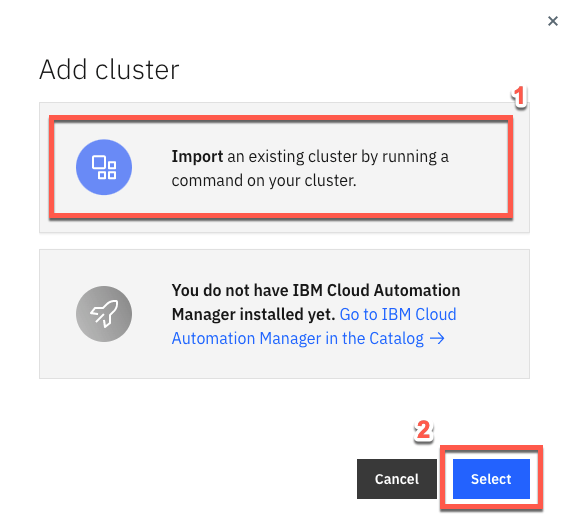 Add cluster
1
Import an existing cluster by running a
command on your cluster.
You do not have IBM Cloud Automation
Manager installed yet. Go to IBM Cloud
Automation Manager in the Catalog →
2
Cancel
Select